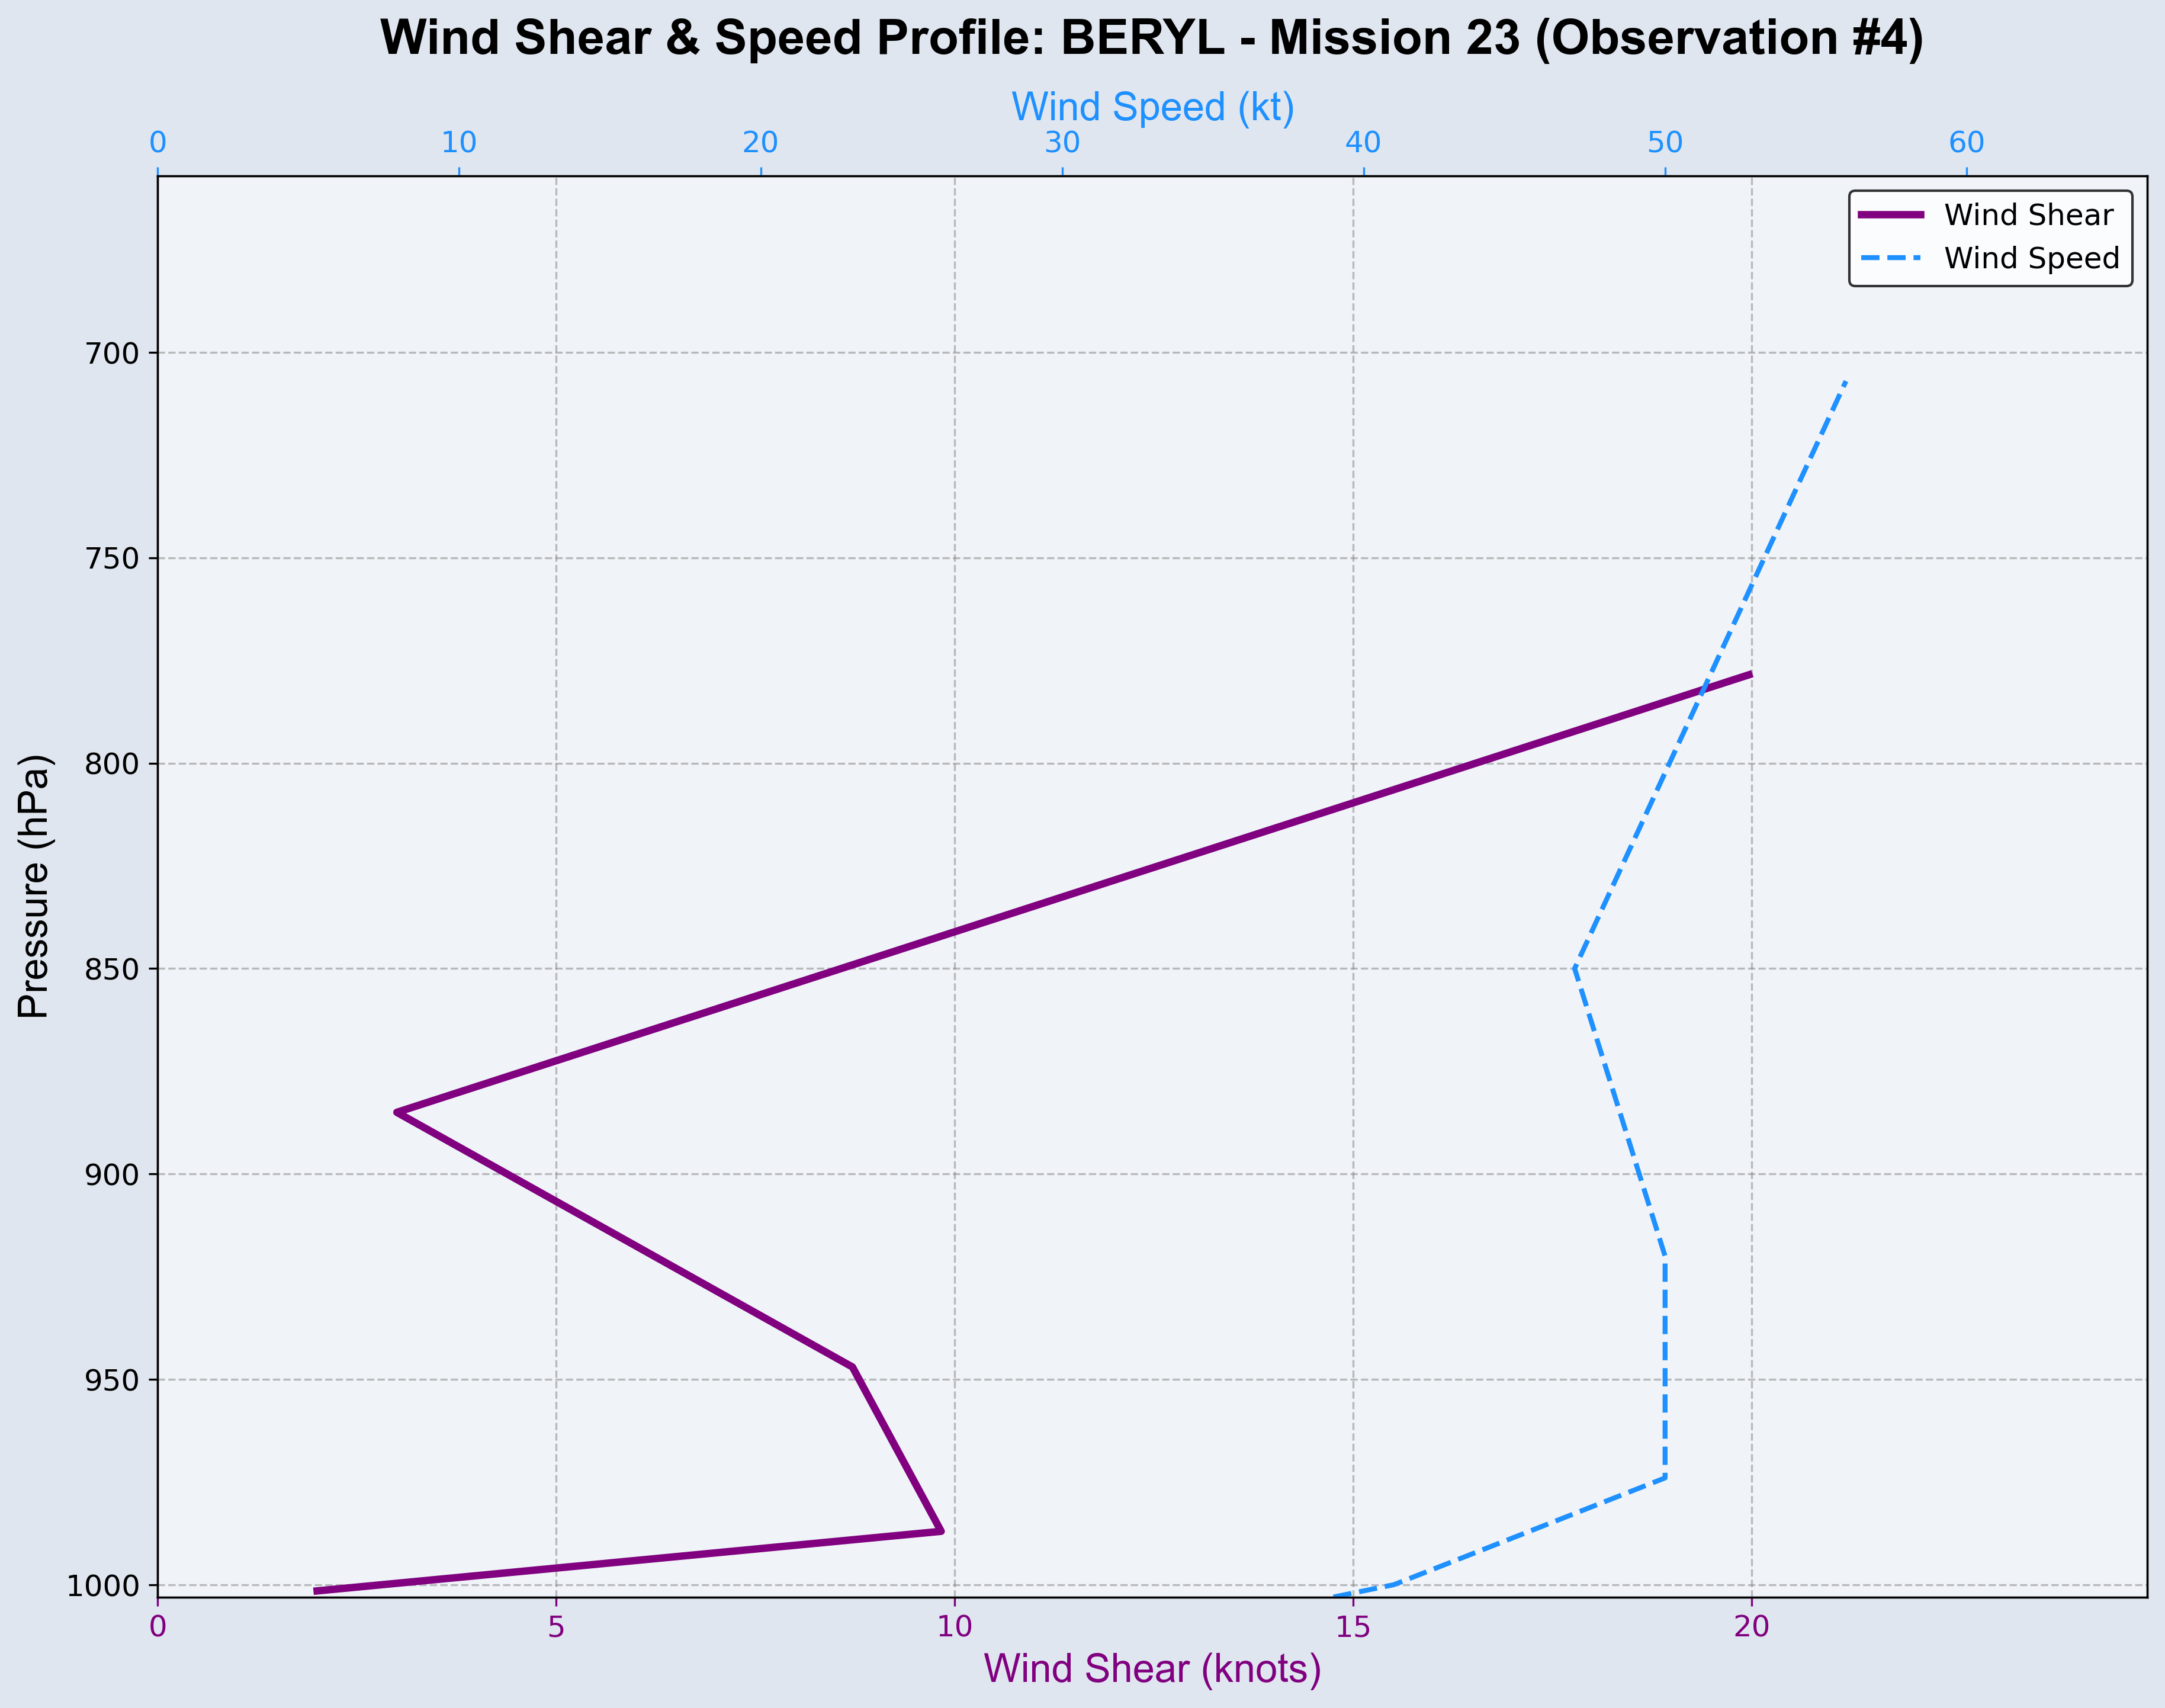 Wind Shear & Speed Profile: BERYL - Mission 23 (Observation #4)
Wind Speed (kt)
0 10 20 30 40 50 60
Wind Shear
Wind Speed
Pressure (hPa)
700
750
800
850
900
950
1000
0 5 10 15 20
Wind Shear (knots)